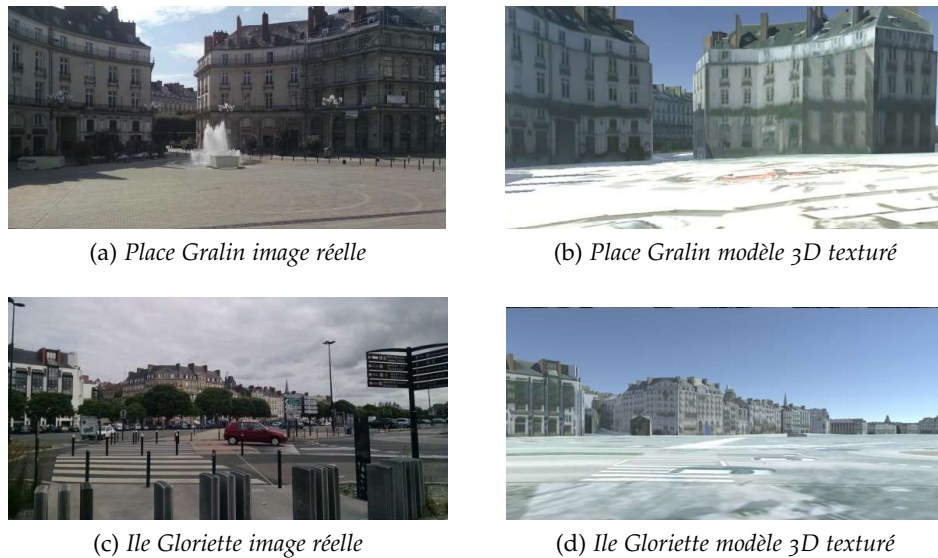 (a) Place Gralin image réelle
(b) Place Gralin modèle 3D texturé
(c) Ile Gloriette image réelle
(d) Ile Gloriette modèle 3D texturé